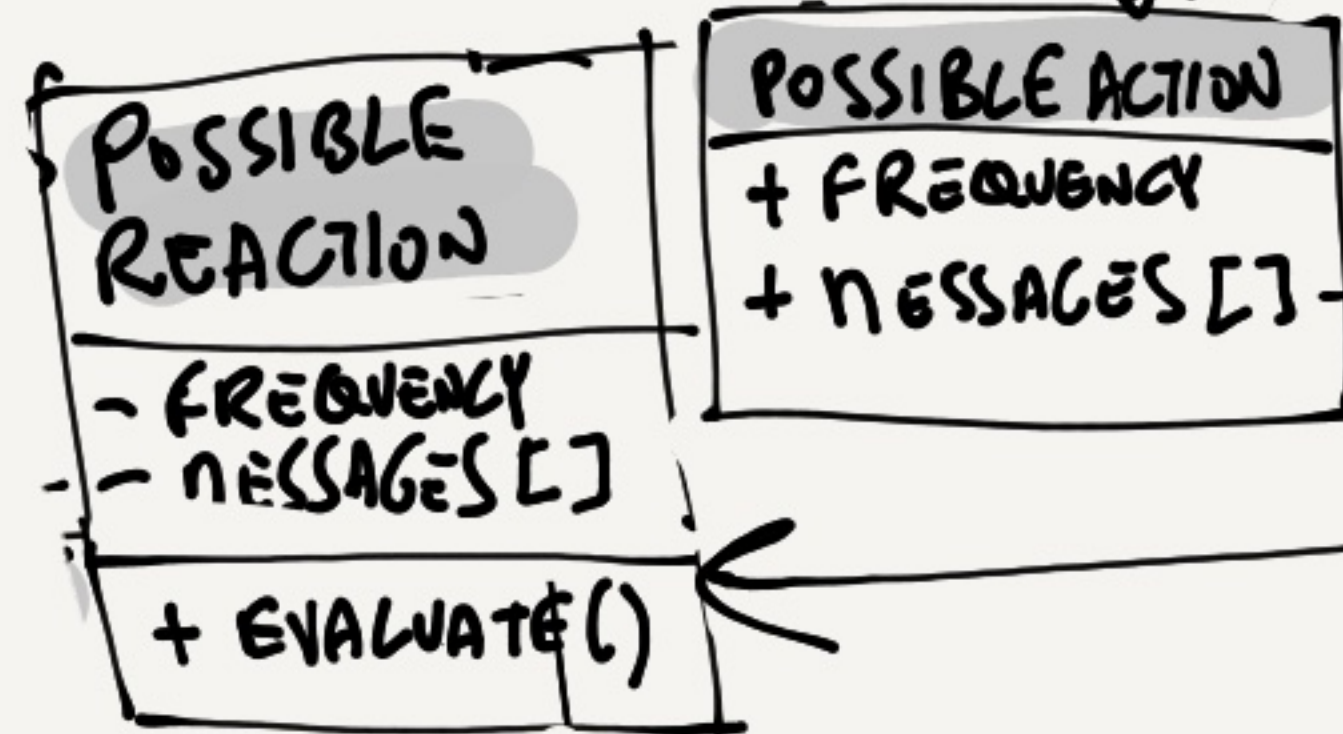 POSSIBLE
REACTION
- FREQUENCY
- MESSAGES[]
+ EVALUATE()
POSSIBLE ACTION
+ FREQUENCY
+ MESSAGES[]